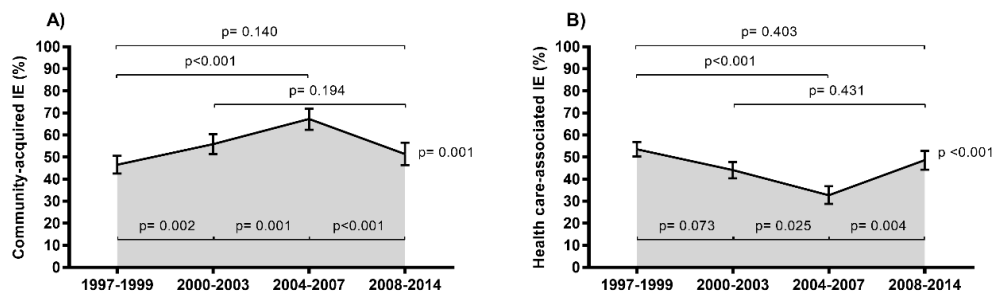 A)
p= 0.140
p<0.001
p= 0.194
p= 0.001
p= 0.002
p= 0.001
p<0.001
Community-acquired IE (%)
100
90
80
70
60
50
40
30
20
10
0
1997-1999
2000-2003
2004-2007
2008-2014
B)
p= 0.403
p<0.001
p= 0.431
p <0.001
p= 0.073
p= 0.025
p= 0.004
Health care-associated IE (%)
100
90
80
70
60
50
40
30
20
10
0
1997-1999
2000-2003
2004-2007
2008-2014